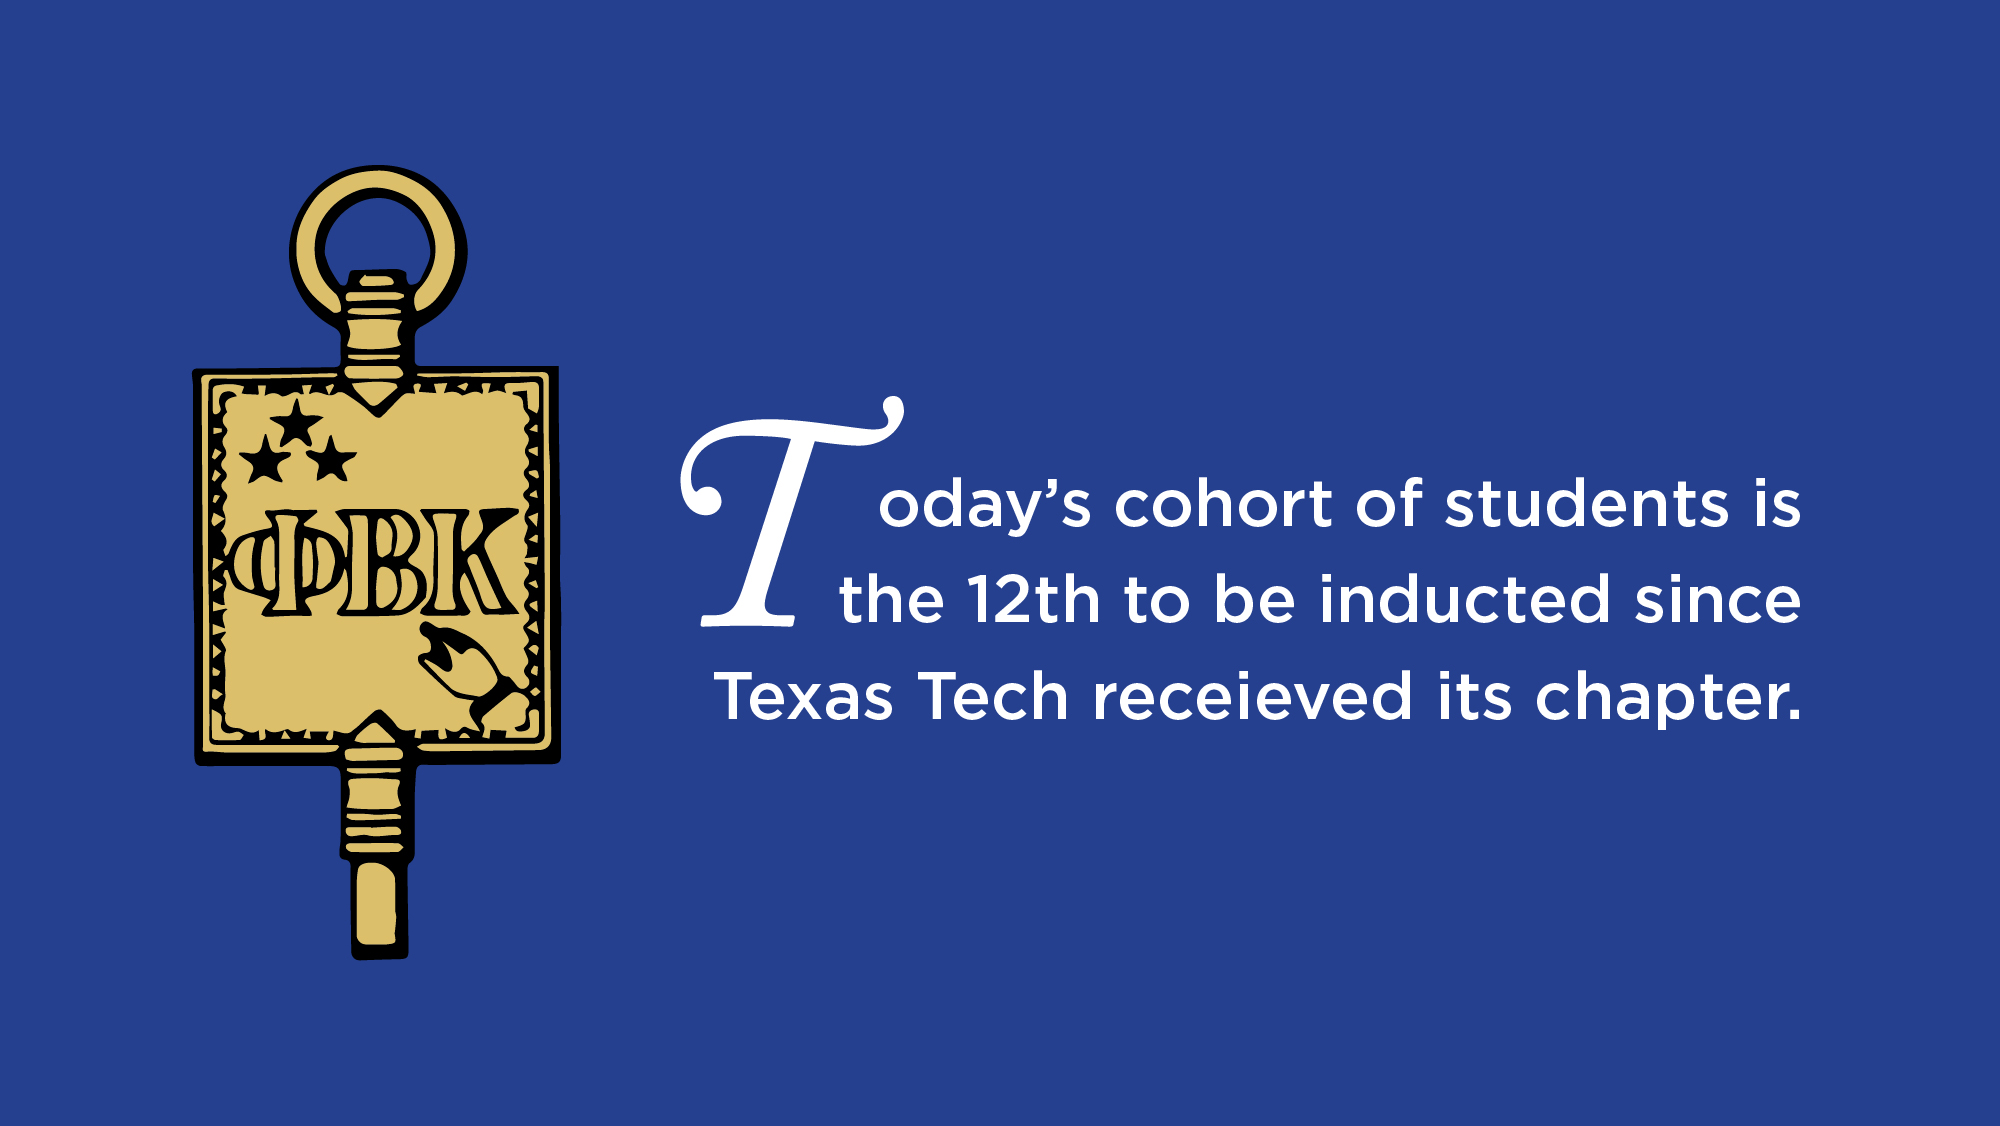 ΦΒΚ
Today’s cohort of students is
the 12th to be inducted since
Texas Tech receieved its chapter.